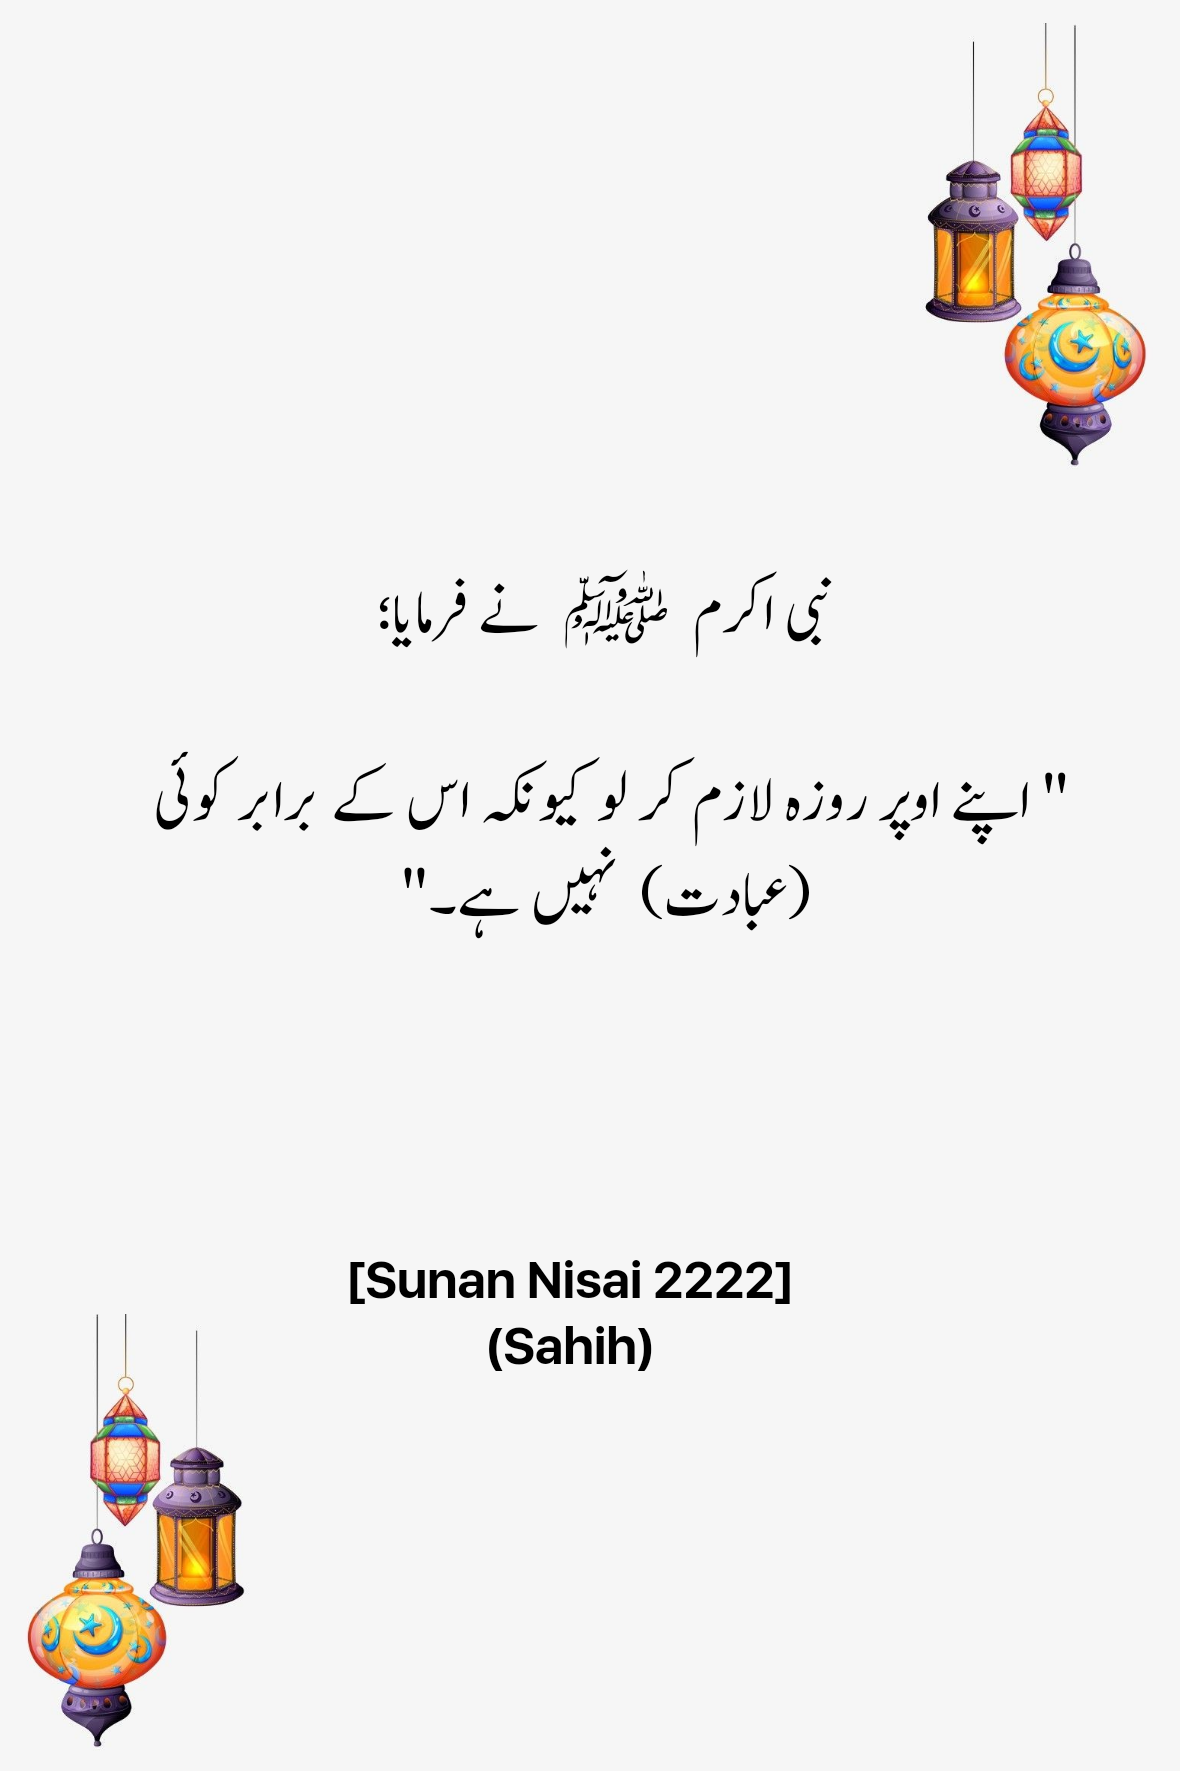 نبی اکرم ﷺ نے فرمایا؛
" اپنے اوپر روزہ لازم کر لو کیونکہ اس کے برابر کوئی
(عبادت) نہیں ہے۔"
[Sunan Nisai 2222]
(Sahih)